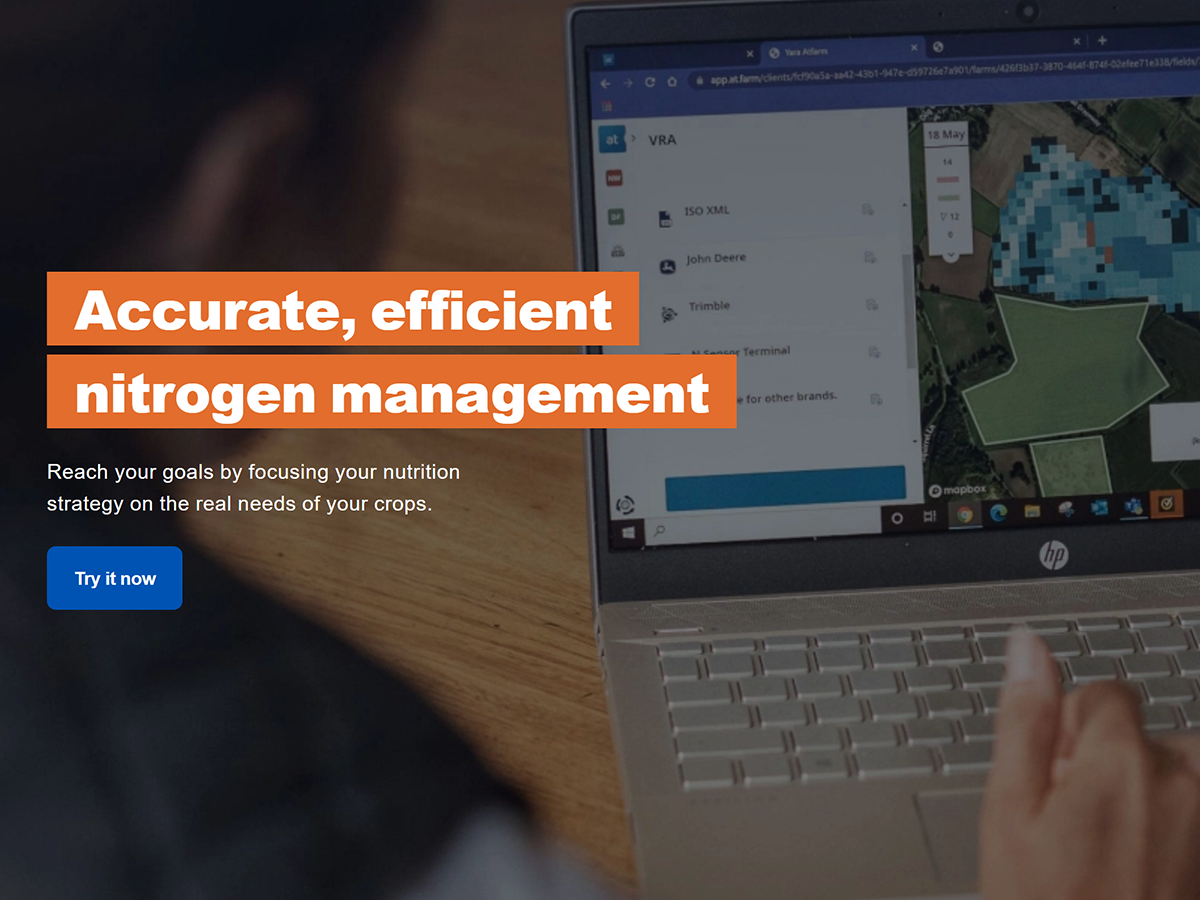 Yara Atfarm
app.at.farm/clients/fcf90a5a-aa42-43b1-947e-d59726e7a901/farms/426f3b37-3870-464f-874f-02efee71e338/fields/
at
VRA
18 May
14
NW
ISO XML
12
0
John Deere
Accurate, efficient
Trimble
nitrogen management
N-Sensor Terminal
e for other brands.
Reach your goals by focusing your nutrition
strategy on the real needs of your crops.
mapbox
hp
Try it now